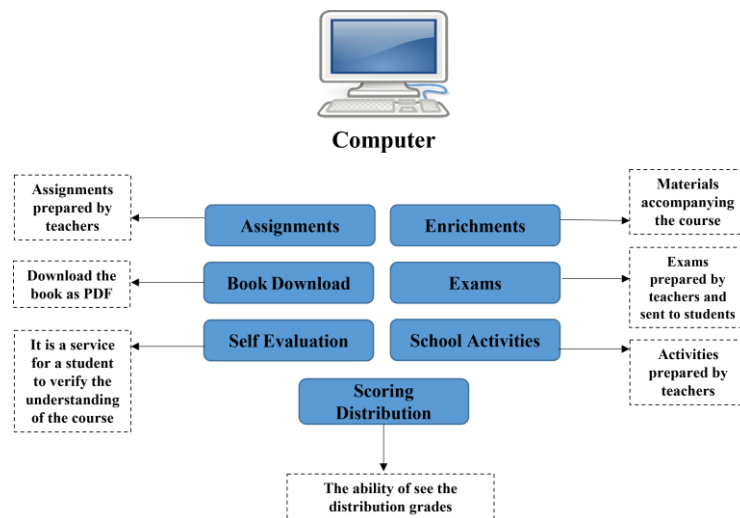 Computer
Assignments
prepared by
teachers
Assignments
Enrichments
Materials
accompanying
the course
Download the
book as PDF
Book Download
Exams
Exams
prepared by
teachers and
sent to students
It is a service
for a student
to verify the
understanding
of the course
Self Evaluation
School Activities
Activities
prepared by
teachers
Scoring
Distribution
The ability of see the
distribution grades